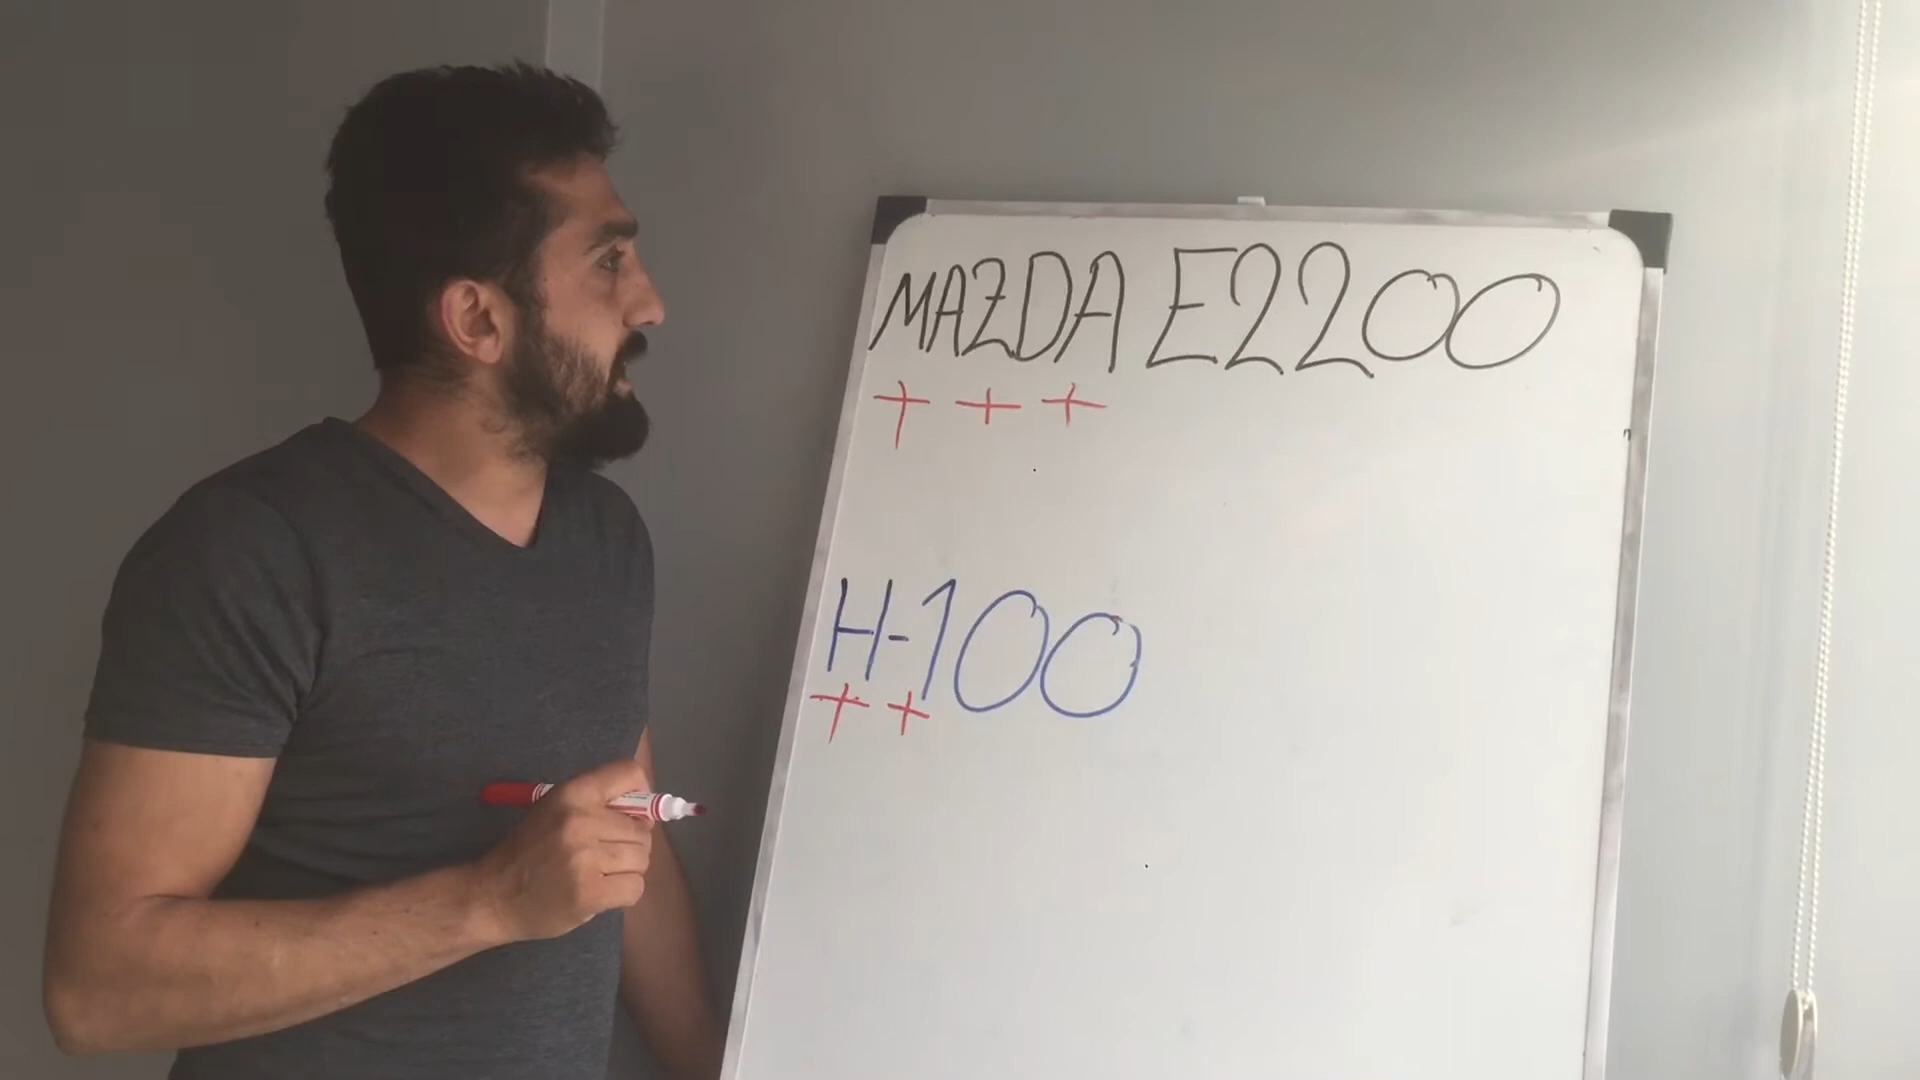 MAZDA E2200
+ + +
H-100
+ +